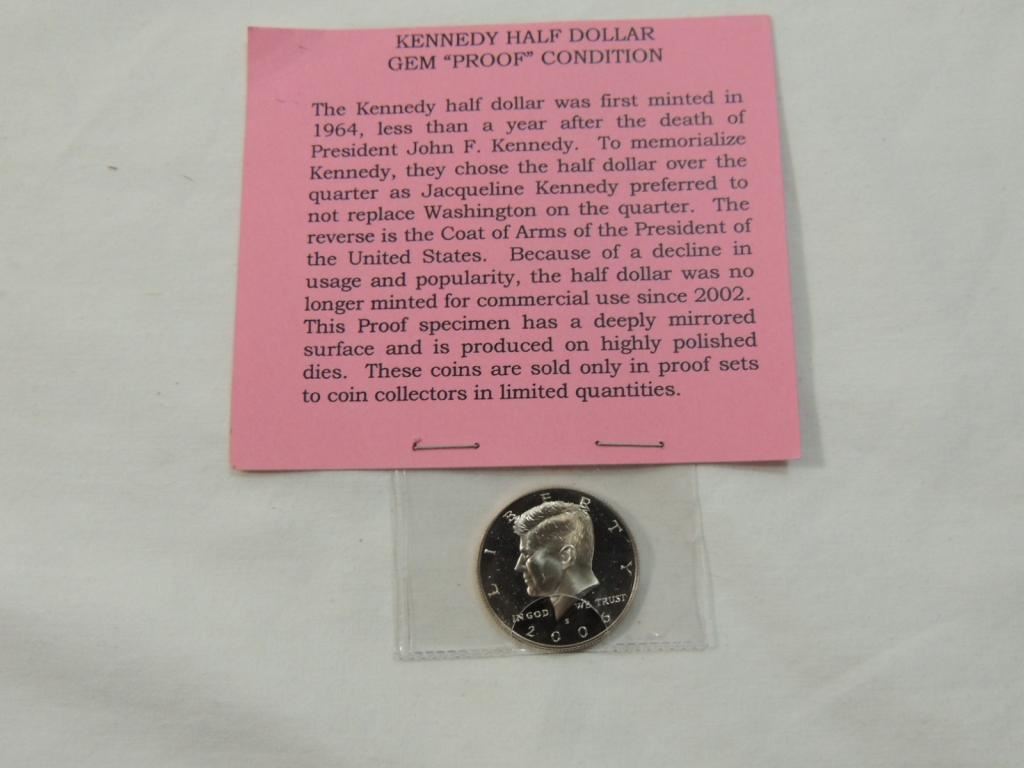 KENNEDY HALF DOLLAR
GEM “PROOF” CONDITION
The Kennedy half dollar was first minted in
1964, less than a year after the death of
President John F. Kennedy. To memorialize
Kennedy, they chose the half dollar over the
quarter as Jacqueline Kennedy preferred to
not replace Washington on the quarter. The
reverse is the Coat of Arms of the President of
the United States. Because of a decline in
usage and popularity, the half dollar was no
longer minted for commercial use since 2002.
This Proof specimen has a deeply mirrored
surface and is produced on highly polished
dies. These coins are sold only in proof sets
to coin collectors in limited quantities.
LIBERTY
IN GOD WE TRUST
S
2006